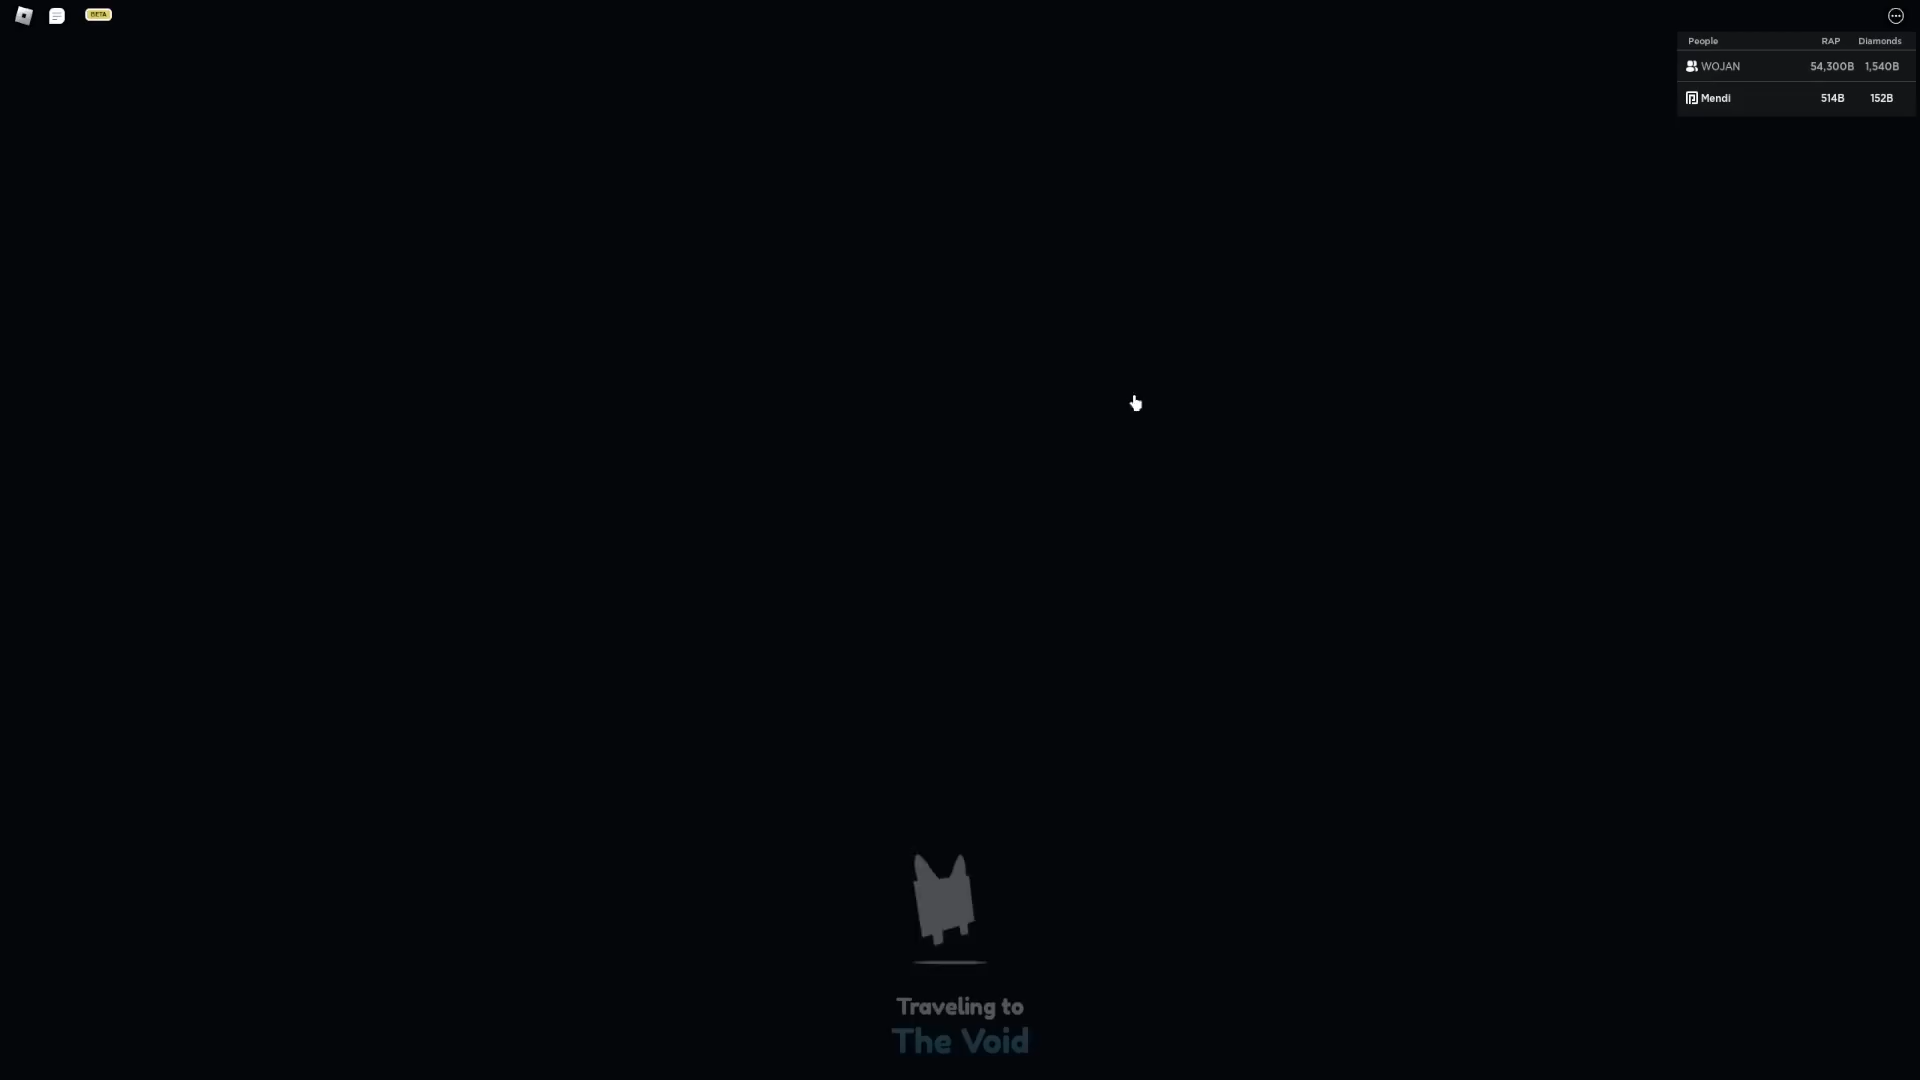 BETA
People RAP Diamonds
WOJAN 54,300B 1,540B
Mendi 514B 152B
Traveling to
The Void